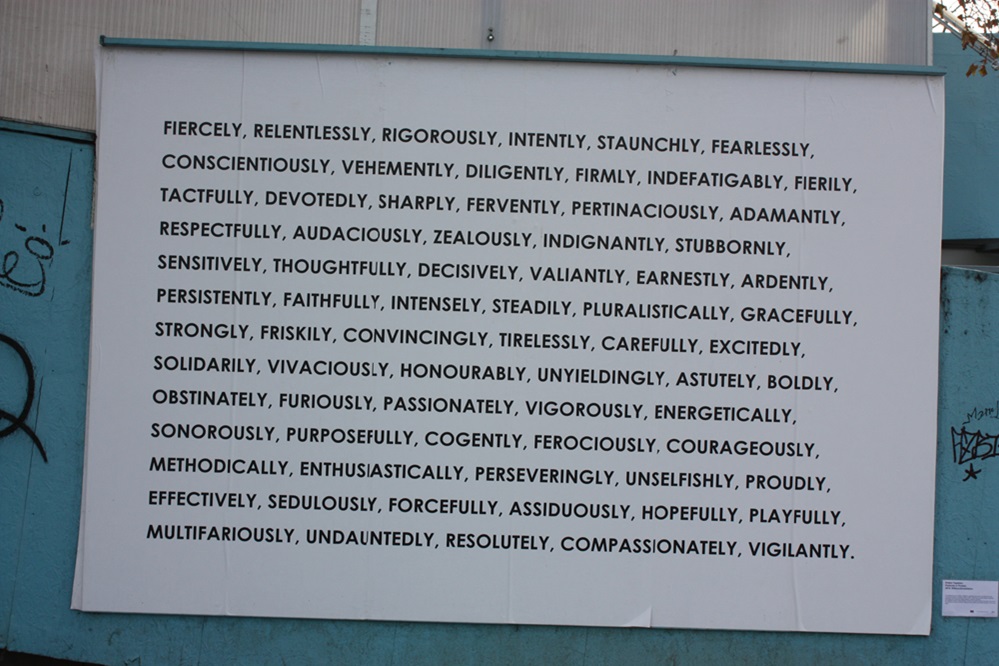 FIERCELY, RELENTLESSLY, RIGOROUSLY, INTENTLY, STAUNCHLY, FEARLESSLY,
CONSCIENTIOUSLY, VEHEMENTLY, DILIGENTLY, FIRMLY, INDEFATIGABLY, FIERILY,
TACTFULLY, DEVOTEDLY, SHARPLY, FERVENTLY, PERTINACIOUSLY, ADAMANTLY,
RESPECTFULLY, AUDACIOUSLY, ZEALOUSLY, INDIGNANTLY, STUBBORNLY,
SENSITIVELY, THOUGHTFULLY, DECISIVELY, VALIANTLY, EARNESTLY, ARDENTLY,
PERSISTENTLY, FAITHFULLY, INTENSELY, STEADILY, PLURALISTICALLY, GRACEFULLY,
STRONGLY, FRISKILY, CONVINCINGLY, TIRELESSLY, CAREFULLY, EXCITEDLY,
SOLIDARILY, VIVACIOUSLY, HONOURABLY, UNYIELDINGLY, ASTUTELY, BOLDLY,
OBSTINATELY, FURIOUSLY, PASSIONATELY, VIGOROUSLY, ENERGETICALLY,
SONOROUSLY, PURPOSEFULLY, COGENTLY, FEROCIOUSLY, COURAGEOUSLY,
METHODICALLY, ENTHUSIASTICALLY, PERSEVERINGLY, UNSELFISHLY, PROUDLY,
EFFECTIVELY, SEDULOUSLY, FORCEFULLY, ASSIDUOUSLY, HOPEFULLY, PLAYFULLY,
MULTIFARIOUSLY, UNDAUNTEDLY, RESOLUTELY, COMPASSIONATELY, VIGILANTLY.